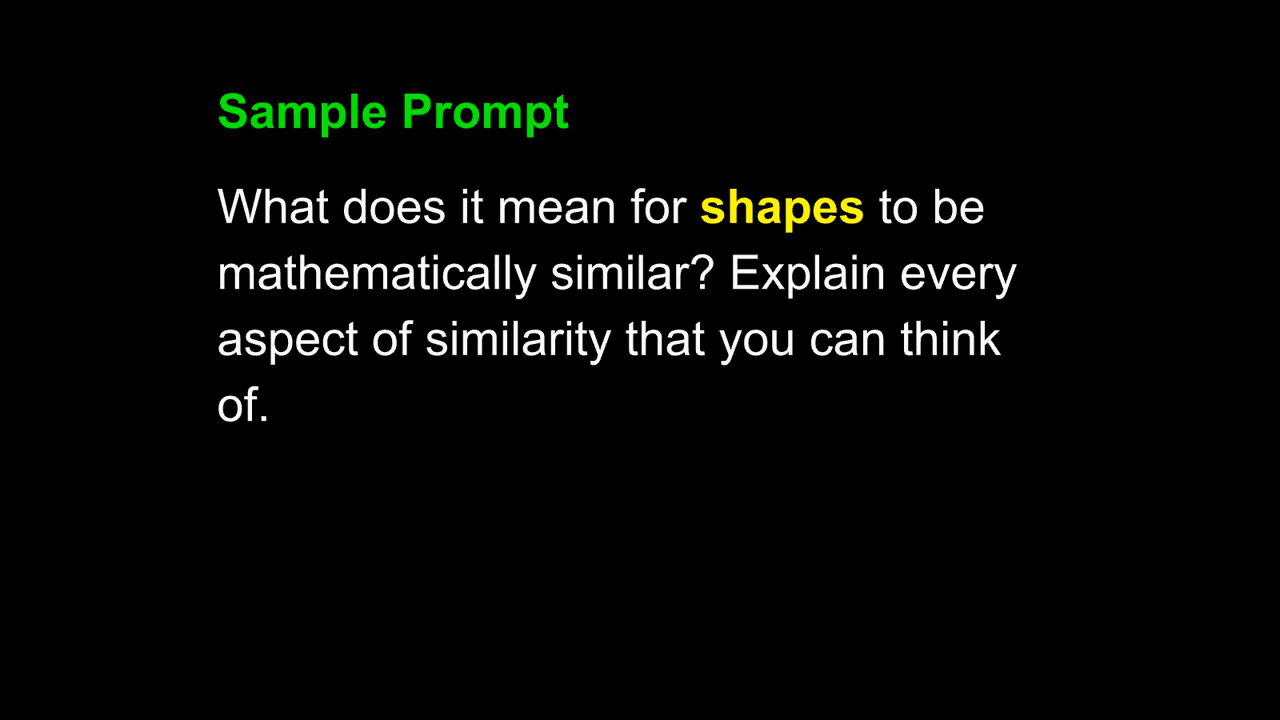 Sample Prompt
What does it mean for shapes to be
mathematically similar? Explain every
aspect of similarity that you can think
of.